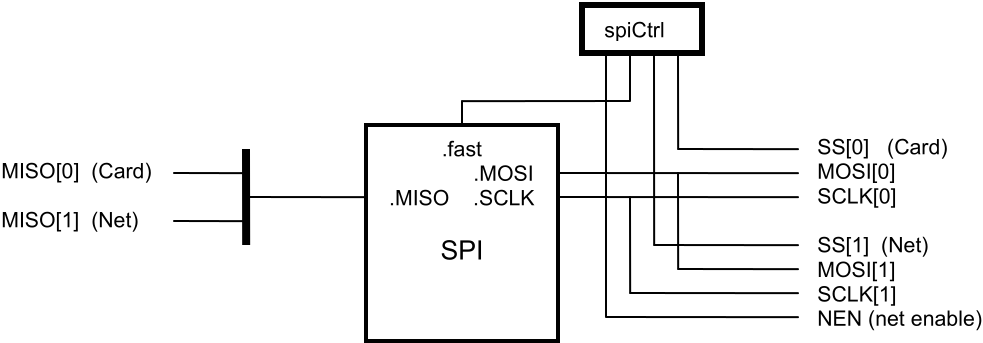 spiCtrl
.fast
MISO[0] (Card)
.MOSI
.MISO .SCLK
MISO[1] (Net)
SPI
SS[0] (Card)
MOSI[0]
SCLK[0]
SS[1] (Net)
MOSI[1]
SCLK[1]
NEN (net enable)